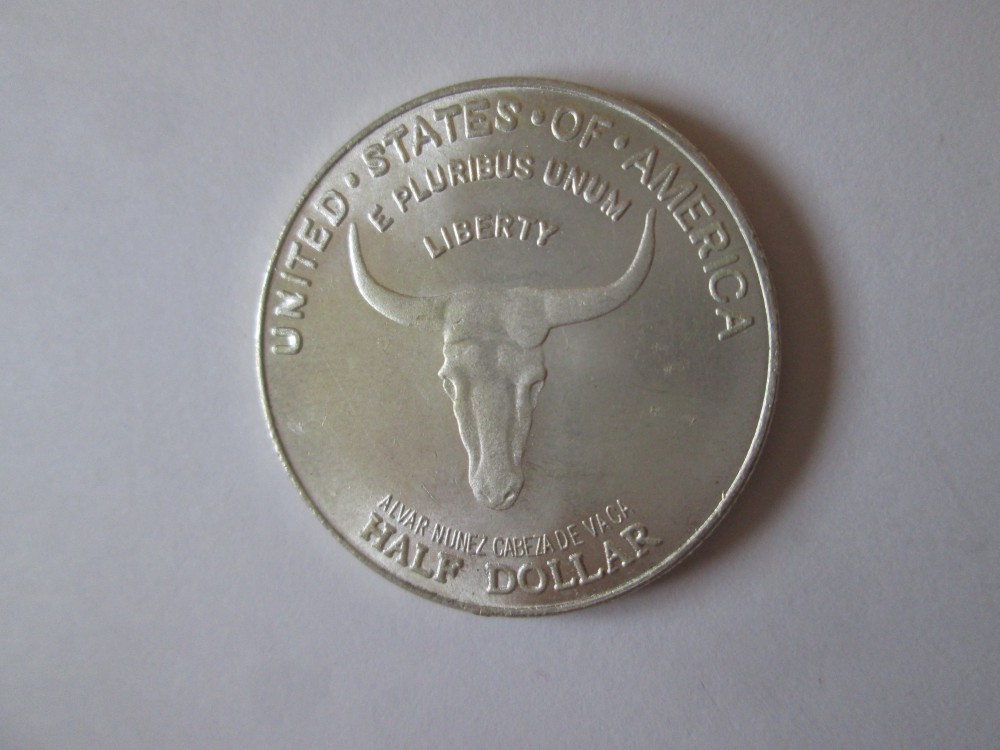 UNITED · STATES · OF · AMERICA
E PLURIBUS UNUM
LIBERTY
ALVAR NUNEZ CABEZA DE VACA
HALF DOLLAR